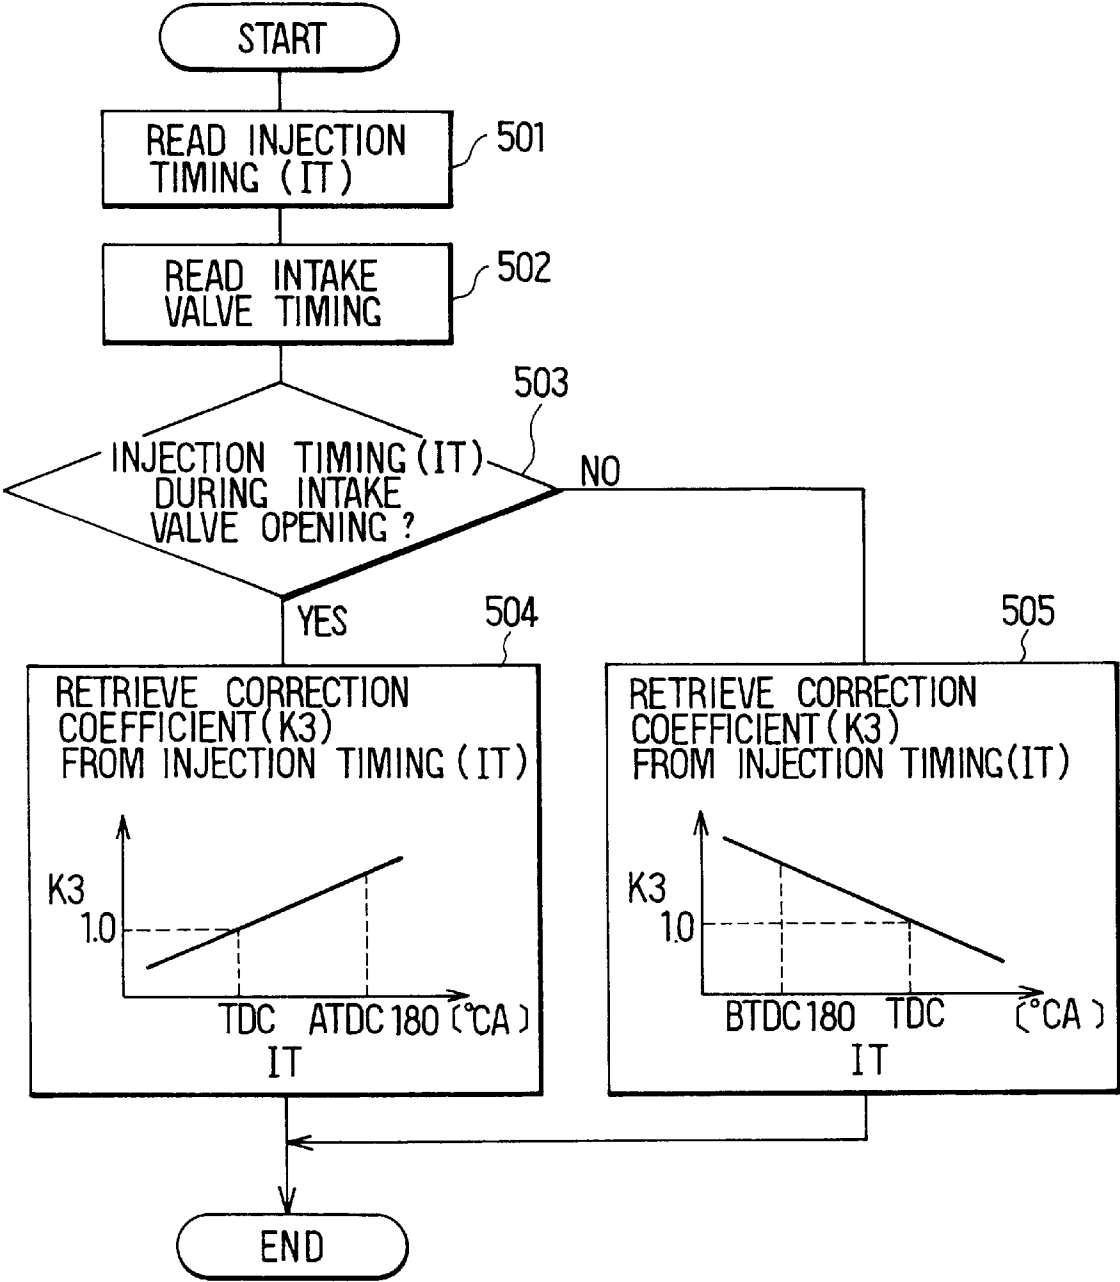 START
READ INJECTION
TIMING (IT)
501
READ INTAKE
VALVE TIMING
502
503
INJECTION TIMING (IT)
DURING INTAKE
VALVE OPENING ?
NO
YES
504
RETRIEVE CORRECTION
COEFFICIENT (K3)
FROM INJECTION TIMING (IT)
K3
1.0
TDC ATDC 180 (°CA)
IT
505
RETRIEVE CORRECTION
COEFFICIENT (K3)
FROM INJECTION TIMING (IT)
K3
1.0
BTDC 180 TDC (°CA)
IT
END